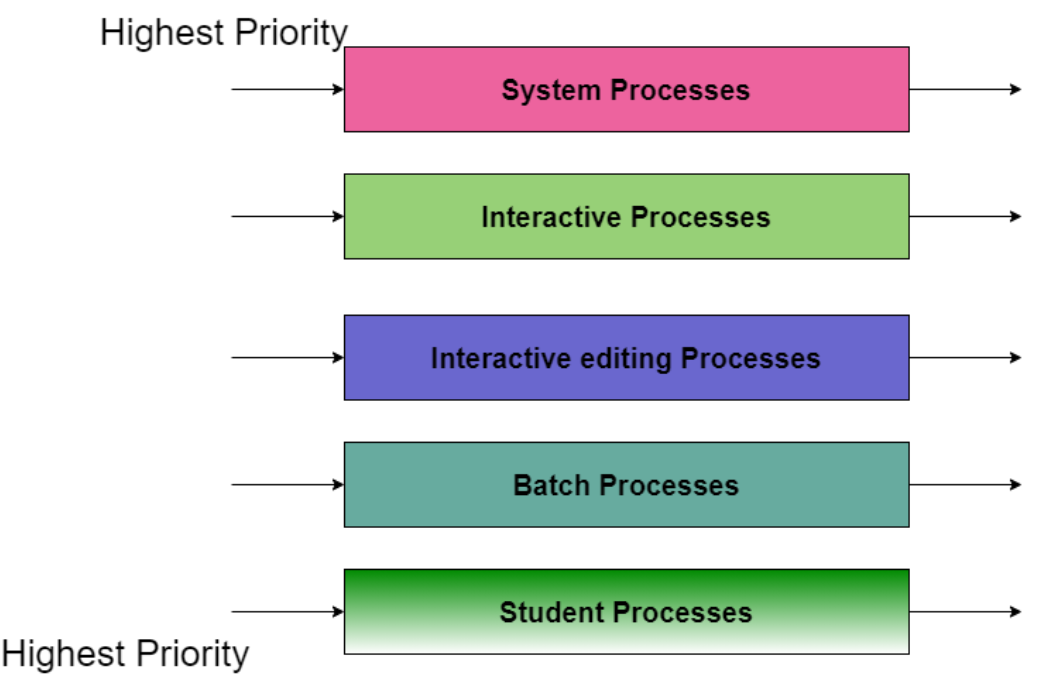 Highest Priority
System Processes
Interactive Processes
Interactive editing Processes
Batch Processes
Student Processes
Highest Priority